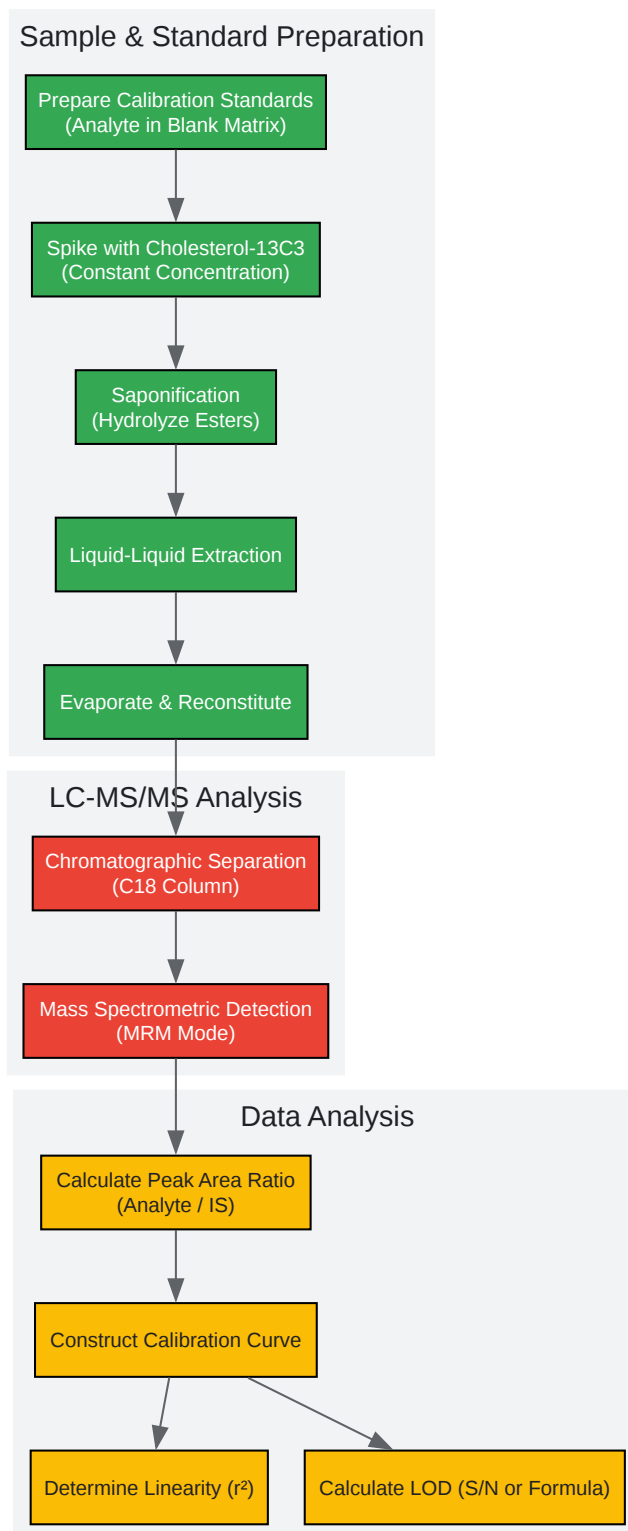 Sample & Standard Preparation
Prepare Calibration Standards
(Analyte in Blank Matrix)
Spike with Cholesterol-13C3
(Constant Concentration)
Saponification
(Hydrolyze Esters)
Liquid-Liquid Extraction
Evaporate & Reconstitute
LC-MS/MS Analysis
Chromatographic Separation
(C18 Column)
Mass Spectrometric Detection
(MRM Mode)
Data Analysis
Calculate Peak Area Ratio
(Analyte / IS)
Construct Calibration Curve
Determine Linearity (r²)
Calculate LOD (S/N or Formula)